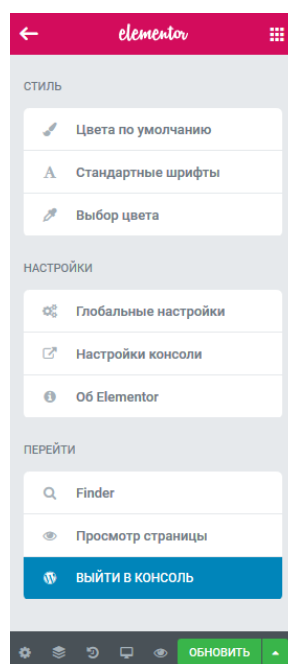 elementor
СТИЛЬ
Цвета по умолчанию
Стандартные шрифты
Выбор цвета
НАСТРОЙКИ
Глобальные настройки
Настройки консоли
Об Elementor
ПЕРЕЙТИ
Finder
Просмотр страницы
ВЫЙТИ В КОНСОЛЬ
ОБНОВИТЬ